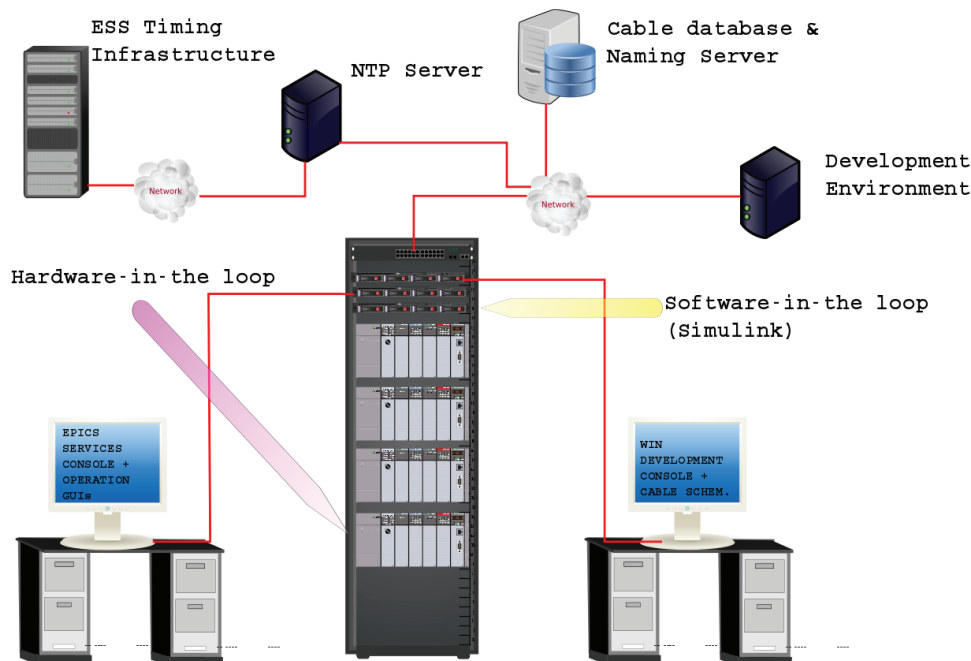 ESS Timing
Infrastructure
NTP Server
Cable database &
Naming Server
Network
Network
Development
Environment
Hardware-in-the loop
Software-in-the loop
(Simulink)
EPICS
SERVICES
CONSOLE +
OPERATION
GUIs
WIN
DEVELOPMENT
CONSOLE +
CABLE SCHEM.